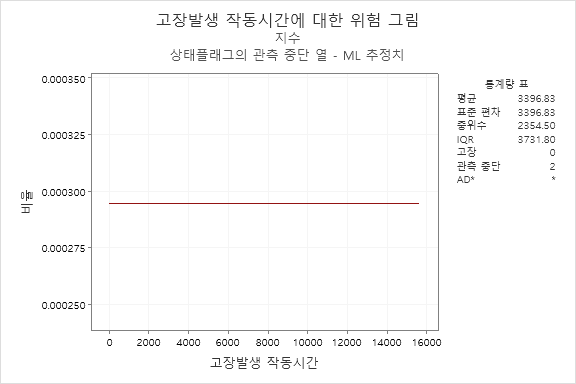 고장발생 작동시간에 대한 위험 그림
지수
상태플래그의 관측 중단 열 - ML 추정치
0.000350
0.000325
0.000300
0.000275
0.000250
비율
0 2000 4000 6000 8000 10000 12000 14000 16000
고장발생 작동시간
통계량 표
평균 3396.83
표준 편차 3396.83
중위수 2354.50
IQR 3731.80
고장 0
관측 중단 2
AD* *